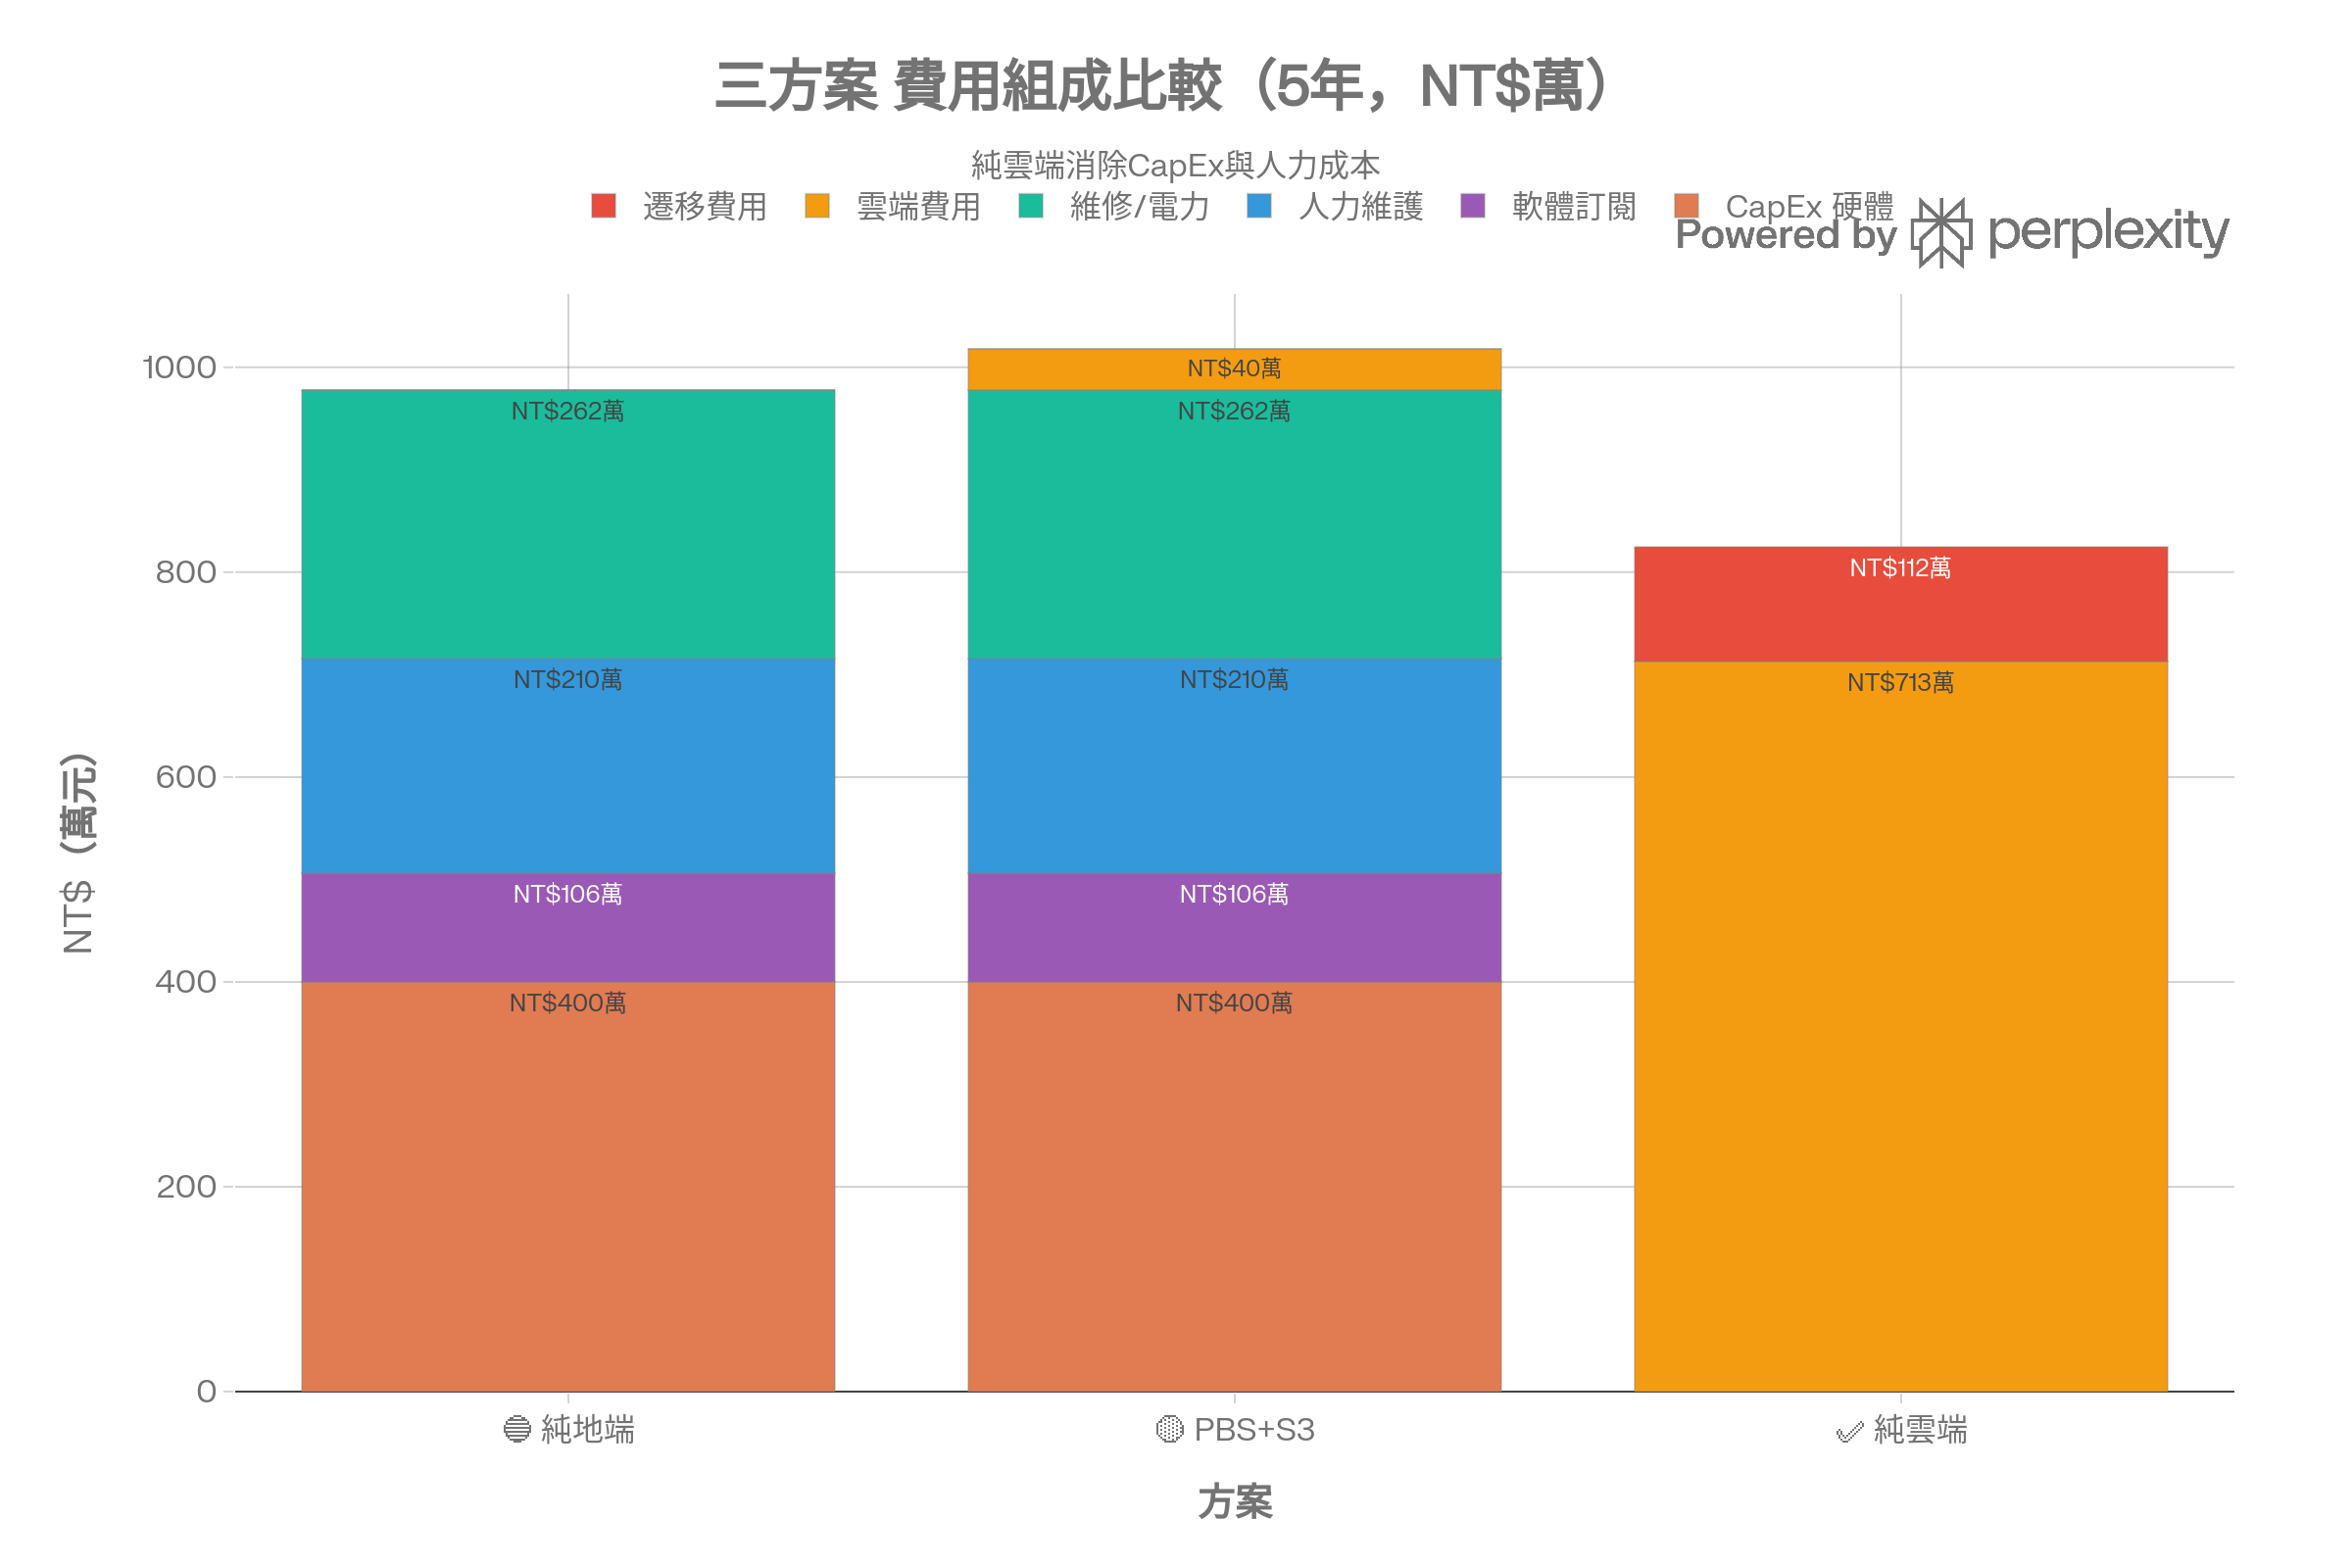 三方案 費用組成比較（5年，NT$萬）
純雲端消除CapEx與人力成本
遷移費用 雲端費用 維修/電力 人力維護 軟體訂閱 CapEx 硬體
Powered by perplexity
NT$（萬元）
1000
800
600
400
200
0
NT$262萬
NT$210萬
NT$106萬
NT$400萬
NT$40萬
NT$262萬
NT$210萬
NT$106萬
NT$400萬
NT$112萬
NT$713萬
純地端
PBS+S3
純雲端
方案